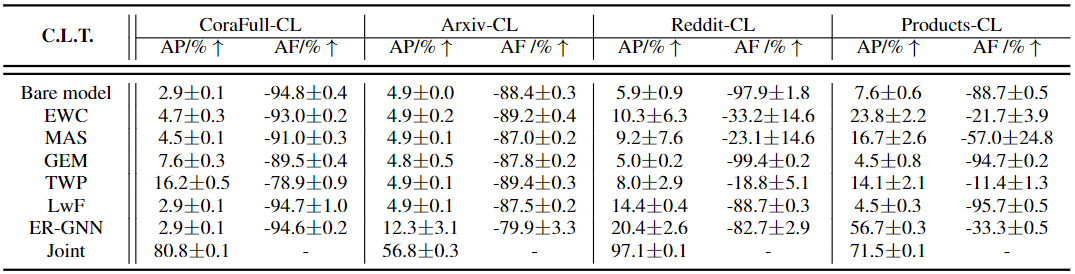 C.L.T. CoraFull-CL Arxiv-CL Reddit-CL Products-CL
AP/% ↑ AF/% ↑ AP/% ↑ AF /% ↑ AP/% ↑ AF /% ↑ AP/% ↑ AF /% ↑
Bare model 2.9±0.1 -94.8±0.4 4.9±0.0 -88.4±0.3 5.9±0.9 -97.9±1.8 7.6±0.6 -88.7±0.5
EWC 4.7±0.3 -93.0±0.2 4.9±0.2 -89.2±0.4 10.3±6.3 -33.2±14.6 23.8±2.2 -21.7±3.9
MAS 4.5±0.1 -91.0±0.3 4.9±0.1 -87.0±0.2 9.2±7.6 -23.1±14.6 16.7±2.6 -57.0±24.8
GEM 7.6±0.3 -89.5±0.4 4.8±0.5 -87.8±0.2 5.0±0.2 -99.4±0.2 4.5±0.8 -94.7±0.2
TWP 16.2±0.5 -78.9±0.9 4.9±0.1 -89.4±0.3 8.0±2.9 -18.8±5.1 14.1±2.1 -11.4±1.3
LwF 2.9±0.1 -94.7±1.0 4.9±0.1 -87.5±0.2 14.4±0.4 -88.7±0.3 4.5±0.3 -95.7±0.5
ER-GNN 2.9±0.1 -94.6±0.2 12.3±3.1 -79.9±3.3 20.4±2.6 -82.7±2.9 56.7±0.3 -33.3±0.5
Joint 80.8±0.1 - 56.8±0.3 - 97.1±0.1 - 71.5±0.1 -